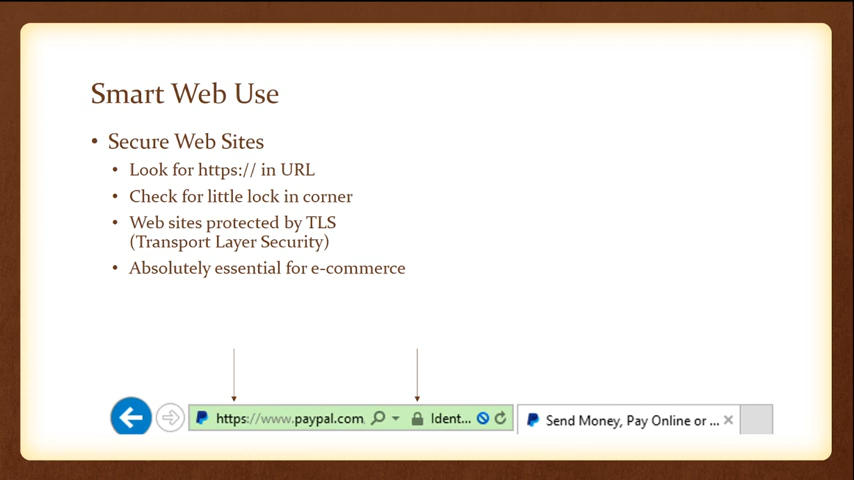 Smart Web Use
• Secure Web Sites
• Look for https:// in URL
• Check for little lock in corner
• Web sites protected by TLS
(Transport Layer Security)
• Absolutely essential for e-commerce
https://www.paypal.com Ident... Send Money, Pay Online or ...